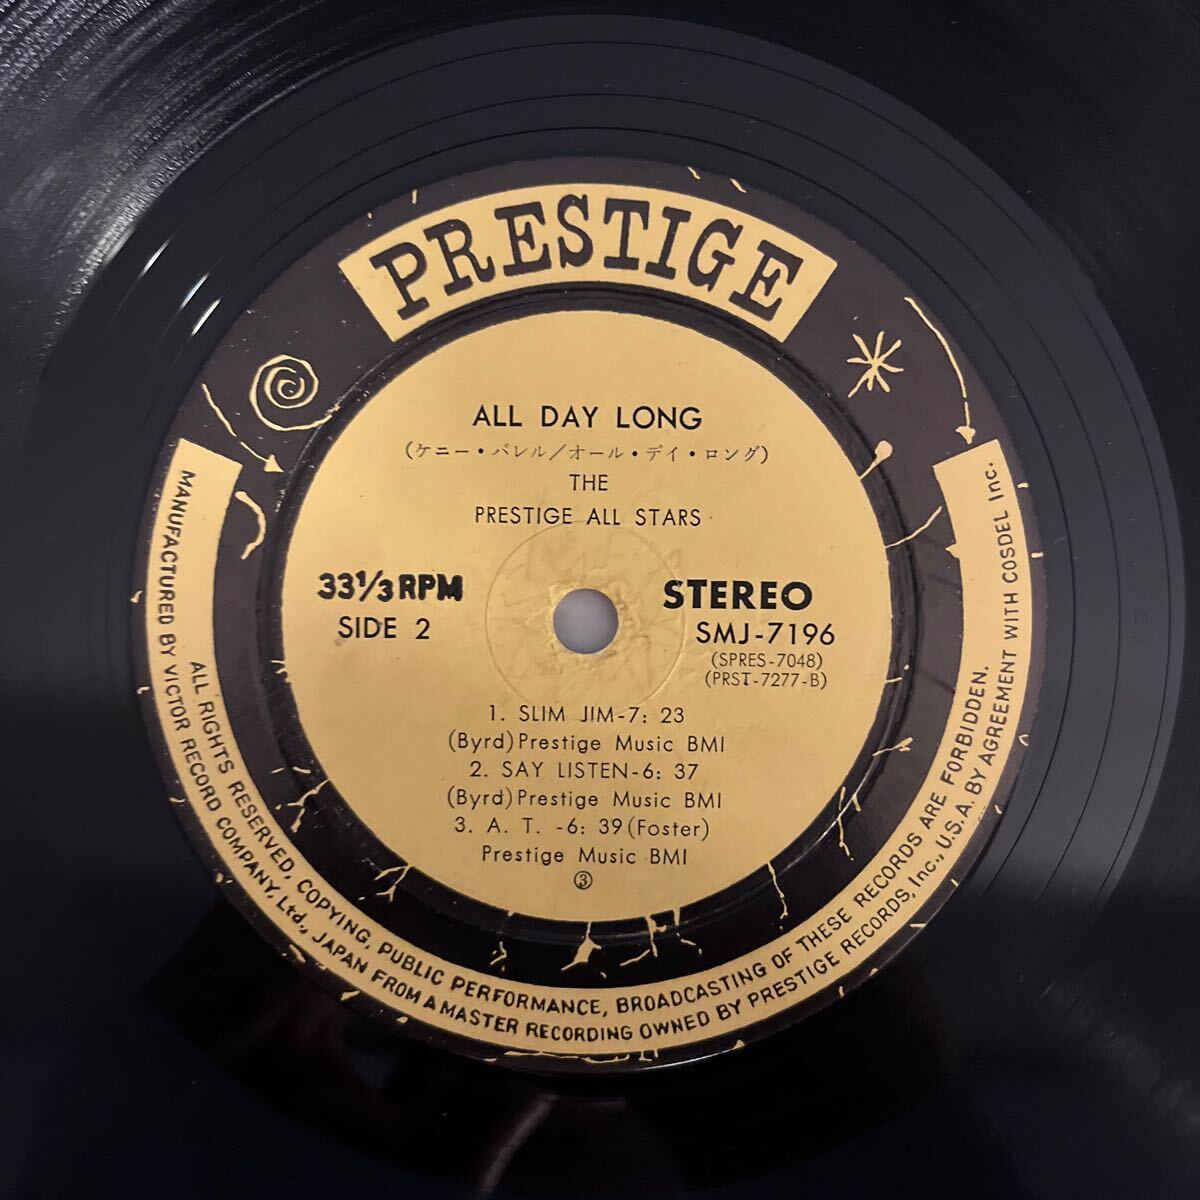 PRESTIGE
ALL DAY LONG
(ケニー・バレル/オール・デイ・ロング)
THE
PRESTIGE ALL STARS
33⅓ RPM
SIDE 2
STEREO
SMJ-7196
(SPRES-7048)
(PRST-7277-B)
1. SLIM JIM-7: 23
(Byrd) Prestige Music BMI
2. SAY LISTEN-6: 37
(Byrd) Prestige Music BMI
3. A. T. -6: 39 (Foster)
Prestige Music BMI
③
ALL RIGHTS RESERVED, COPYING, PUBLIC PERFORMANCE, BROADCASTING OF THESE RECORDS ARE FORBIDDEN.
MANUFACTURED BY VICTOR RECORD COMPANY, Ltd., JAPAN FROM A MASTER RECORDING OWNED BY PRESTIGE RECORDS, Inc., U.S.A. BY AGREEMENT WITH COSDEL Inc.